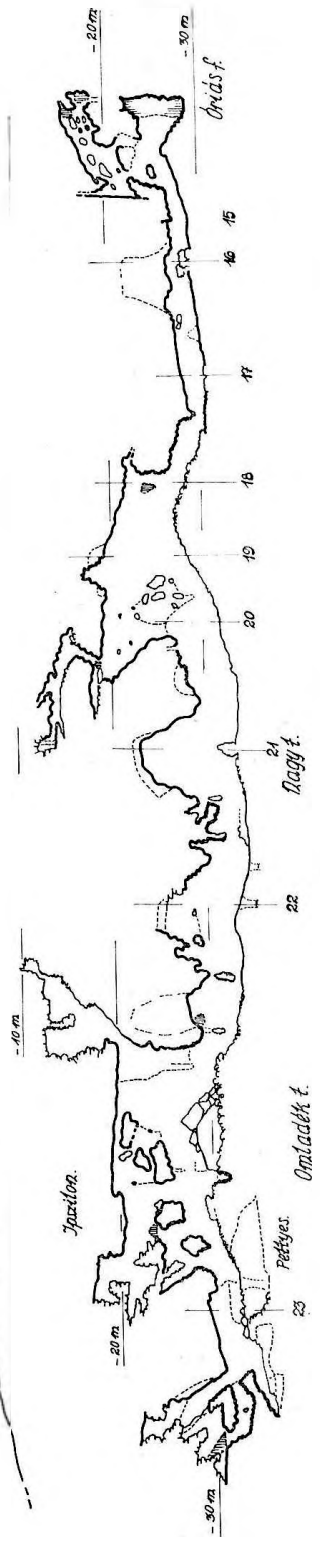 - 20 m
- 30 m
Óriás f.
15
16
17
18
19
20
21
Nagy t.
22
- 10 m
Ipszilon.
Omladék t.
Pettyes.
23
- 20 m
- 30 m